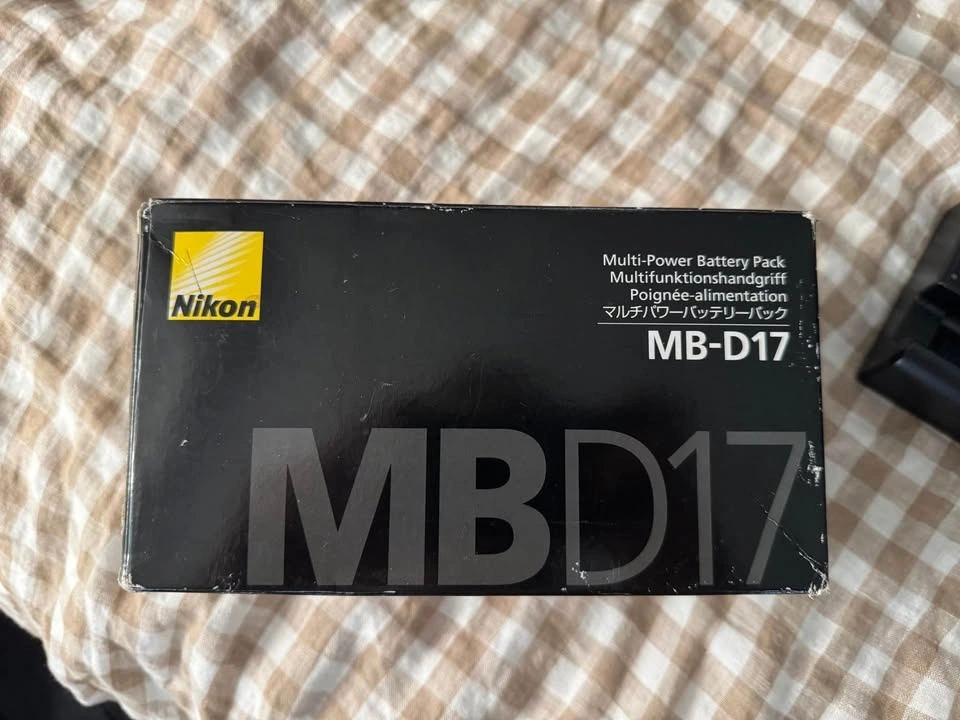 Nikon
Multi-Power Battery Pack
Multifunktionshandgriff
Poignée-alimentation
マルチパワーバッテリーパック
MB-D17
MBD17